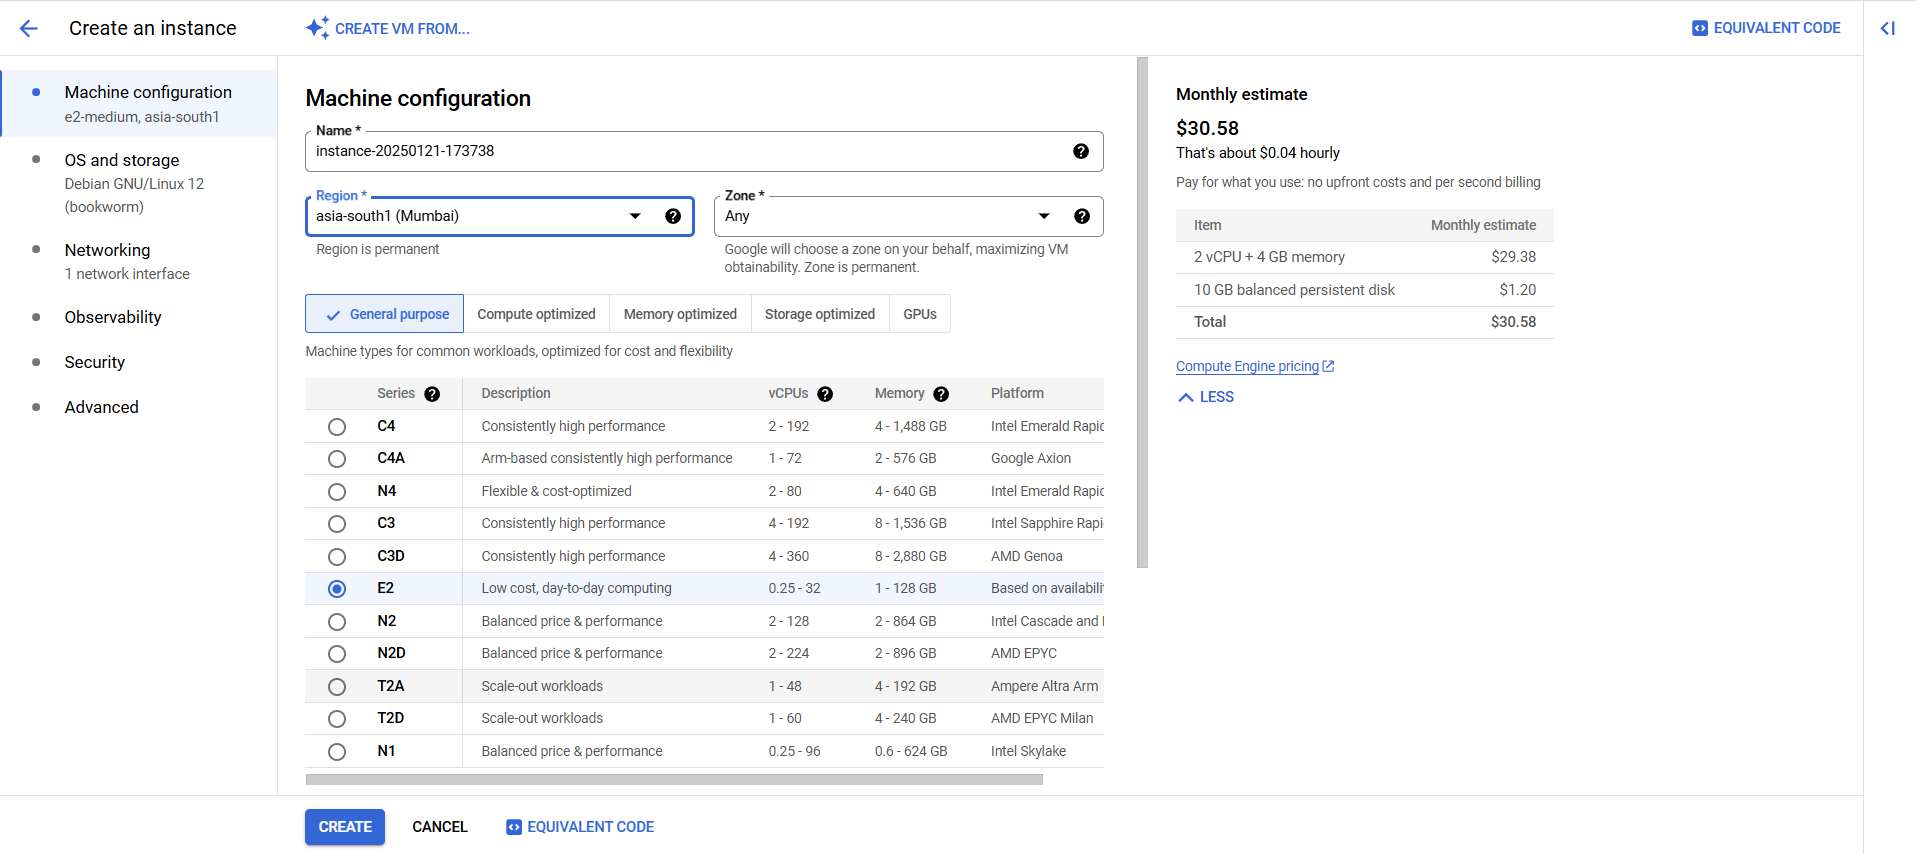 Create an instance
CREATE VM FROM...
EQUIVALENT CODE
Machine configuration
e2-medium, asia-south1
OS and storage
Debian GNU/Linux 12
(bookworm)
Networking
1 network interface
Observability
Security
Advanced
Machine configuration
Name *
instance-20250121-173738
Region *
asia-south1 (Mumbai)
Region is permanent
Zone *
Any
Google will choose a zone on your behalf, maximizing VM
obtainability. Zone is permanent.
General purpose Compute optimized Memory optimized Storage optimized GPUs
Machine types for common workloads, optimized for cost and flexibility
Series Description vCPUs Memory Platform
C4 Consistently high performance 2 - 192 4 - 1,488 GB Intel Emerald Rapid
C4A Arm-based consistently high performance 1 - 72 2 - 576 GB Google Axion
N4 Flexible & cost-optimized 2 - 80 4 - 640 GB Intel Emerald Rapid
C3 Consistently high performance 4 - 192 8 - 1,536 GB Intel Sapphire Rapi
C3D Consistently high performance 4 - 360 8 - 2,880 GB AMD Genoa
E2 Low cost, day-to-day computing 0.25 - 32 1 - 128 GB Based on availabilit
N2 Balanced price & performance 2 - 128 2 - 864 GB Intel Cascade and
N2D Balanced price & performance 2 - 224 2 - 896 GB AMD EPYC
T2A Scale-out workloads 1 - 48 4 - 192 GB Ampere Altra Arm
T2D Scale-out workloads 1 - 60 4 - 240 GB AMD EPYC Milan
N1 Balanced price & performance 0.25 - 96 0.6 - 624 GB Intel Skylake
CREATE CANCEL EQUIVALENT CODE
Monthly estimate
$30.58
That's about $0.04 hourly
Pay for what you use: no upfront costs and per second billing
Item Monthly estimate
2 vCPU + 4 GB memory $29.38
10 GB balanced persistent disk $1.20
Total $30.58
Compute Engine pricing
LESS